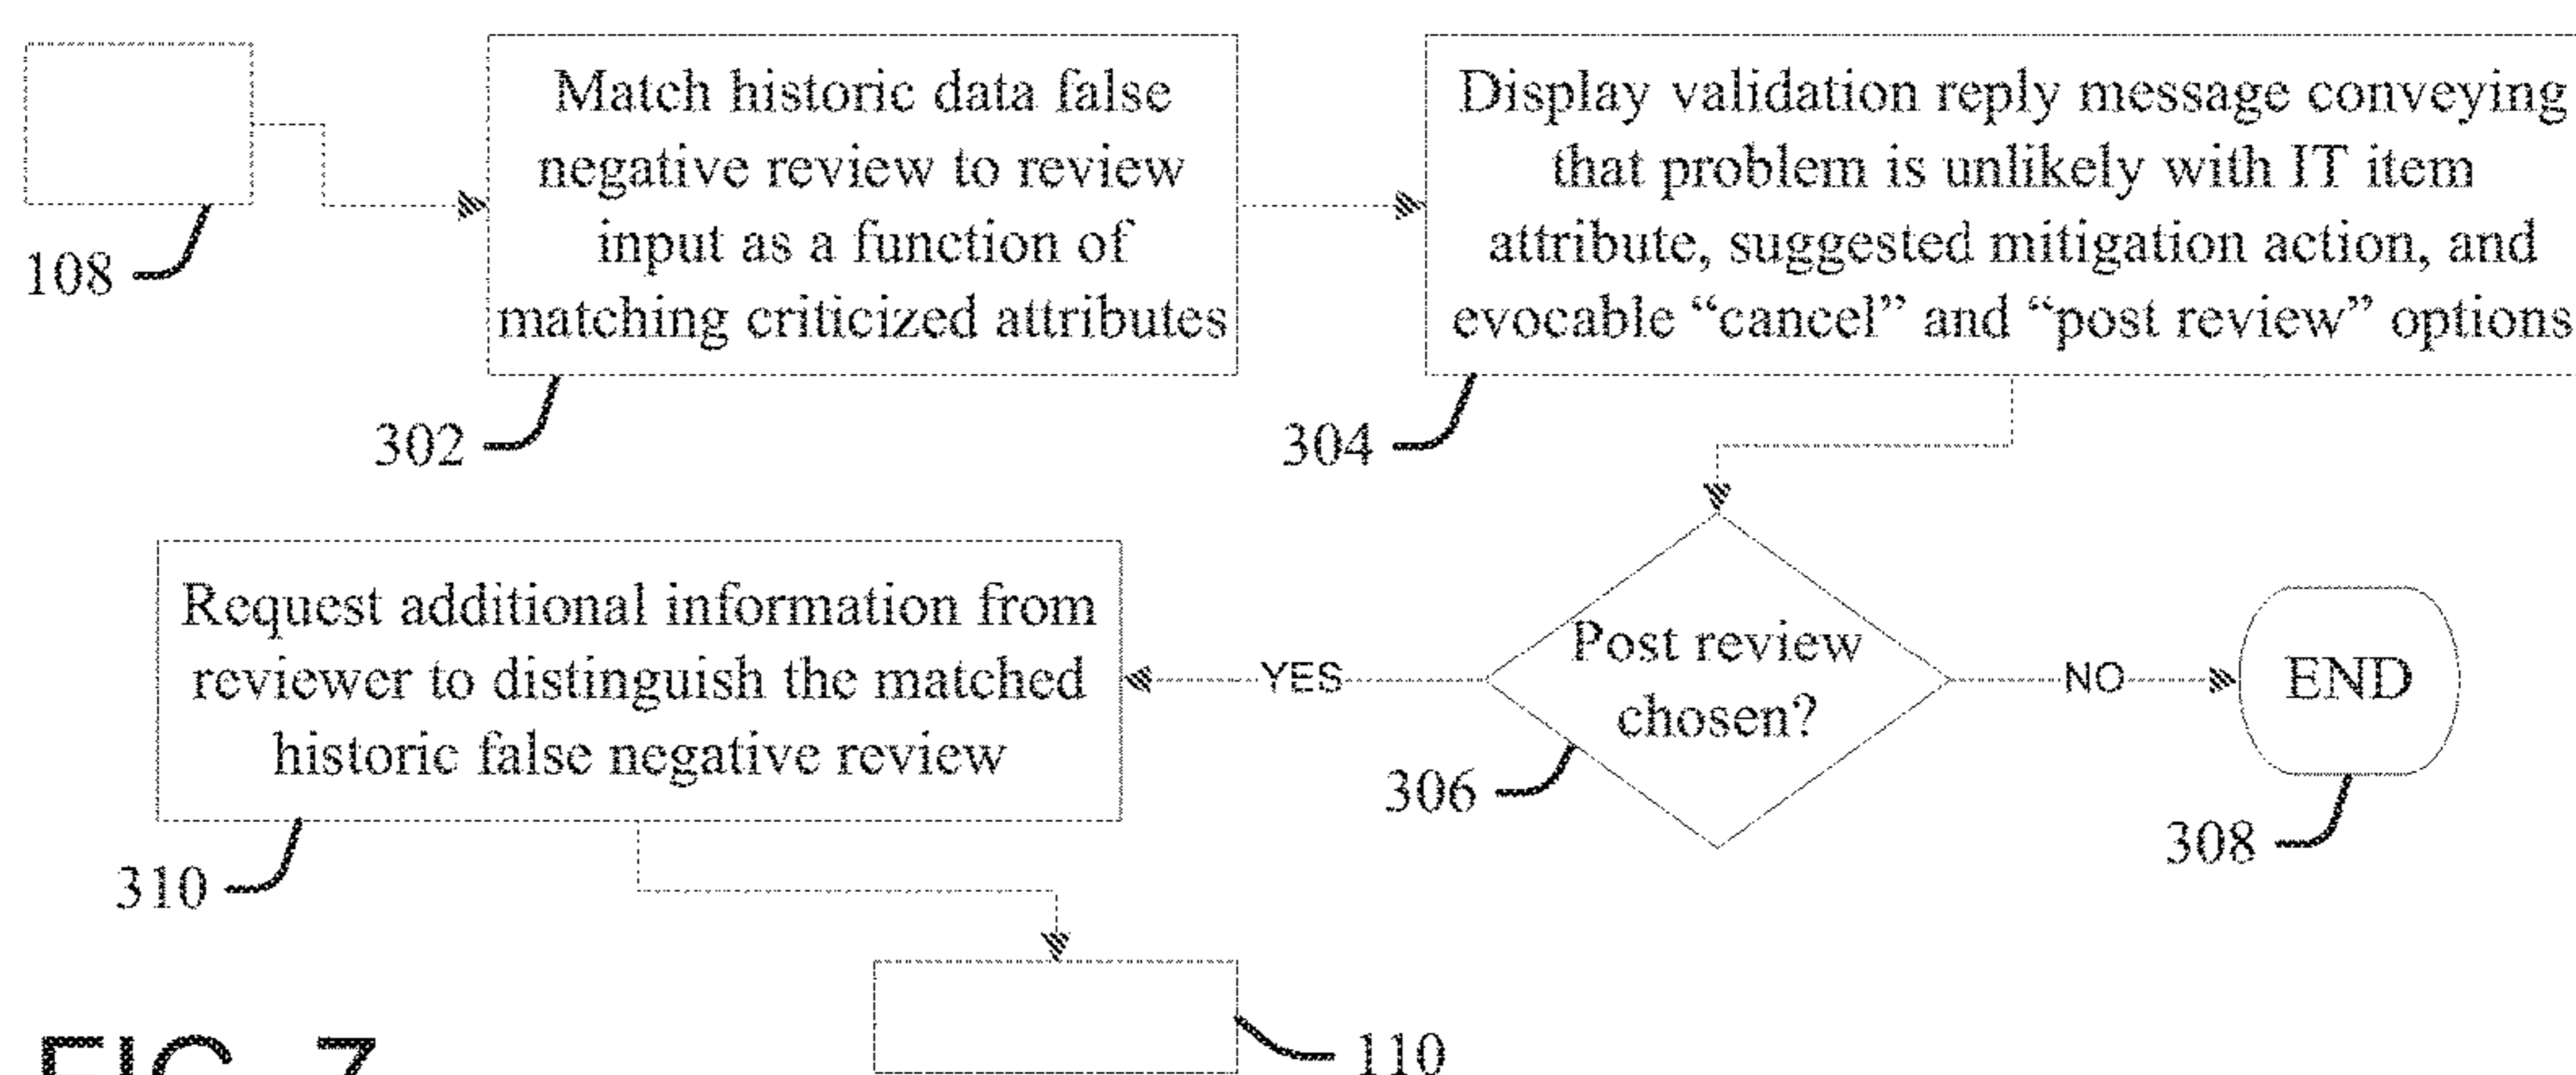 Match historic data false
negative review to review
input as a function of
matching criticized attributes
Display validation reply message conveying
that problem is unlikely with IT item
attribute, suggested mitigation action, and
evocable “cancel” and “post review” options
108
302
304
Request additional information from
reviewer to distinguish the matched
historic false negative review
YES
Post review
chosen?
NO
END
306
308
310
110
FIG. 7